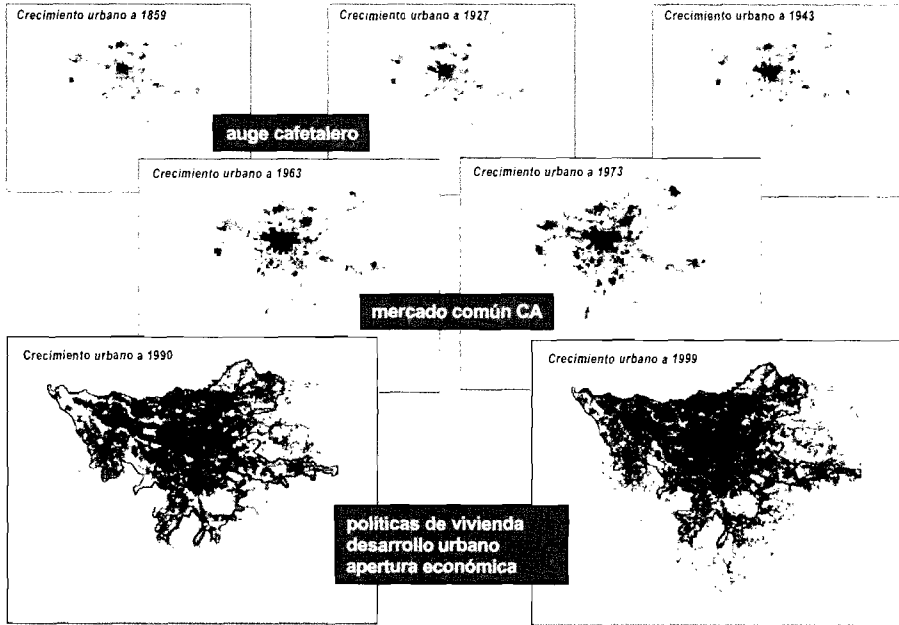 Crecimiento urbano a 1859
Crecimiento urbano a 1927
Crecimiento urbano a 1943
auge cafetalero
Crecimiento urbano a 1963
Crecimiento urbano a 1973
mercado común CA
Crecimiento urbano a 1990
Crecimiento urbano a 1999
políticas de vivienda
desarrollo urbano
apertura económica